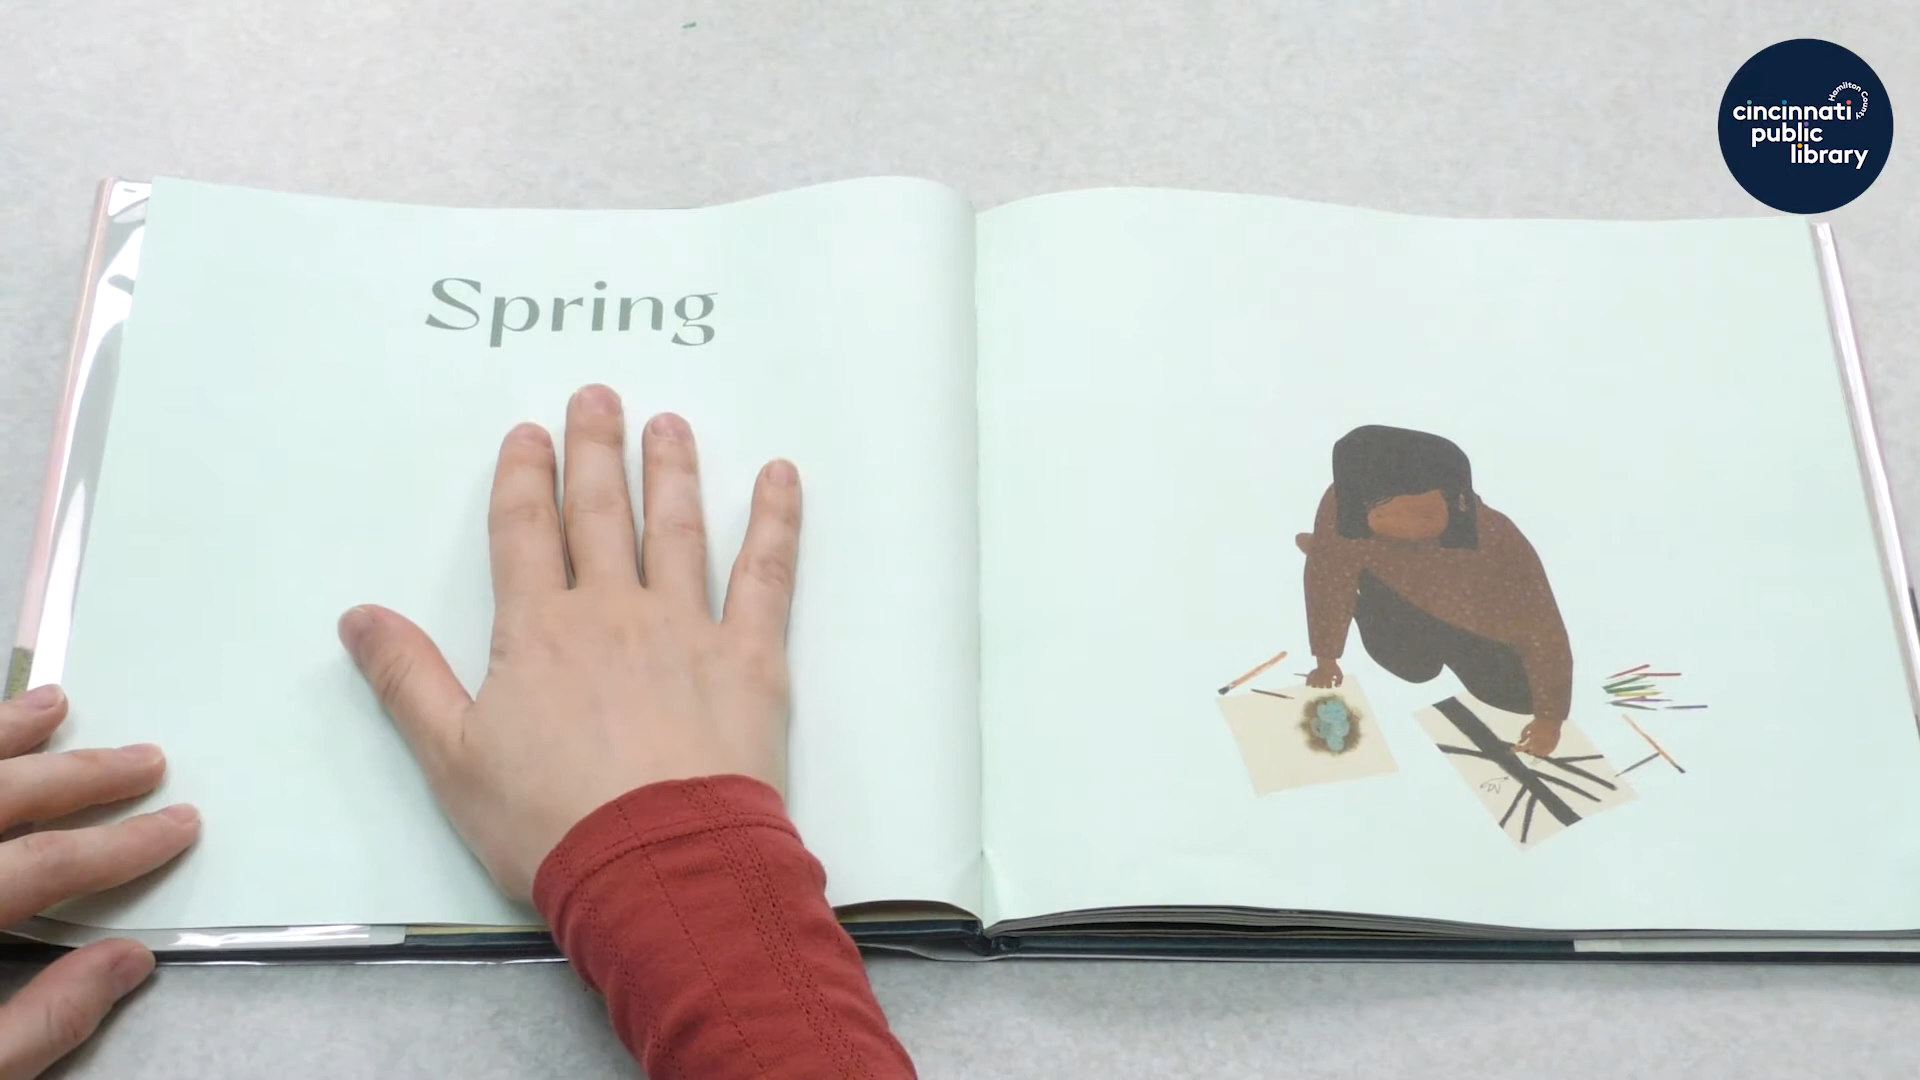 Spring
Hamilton County
cincinnati
public
library